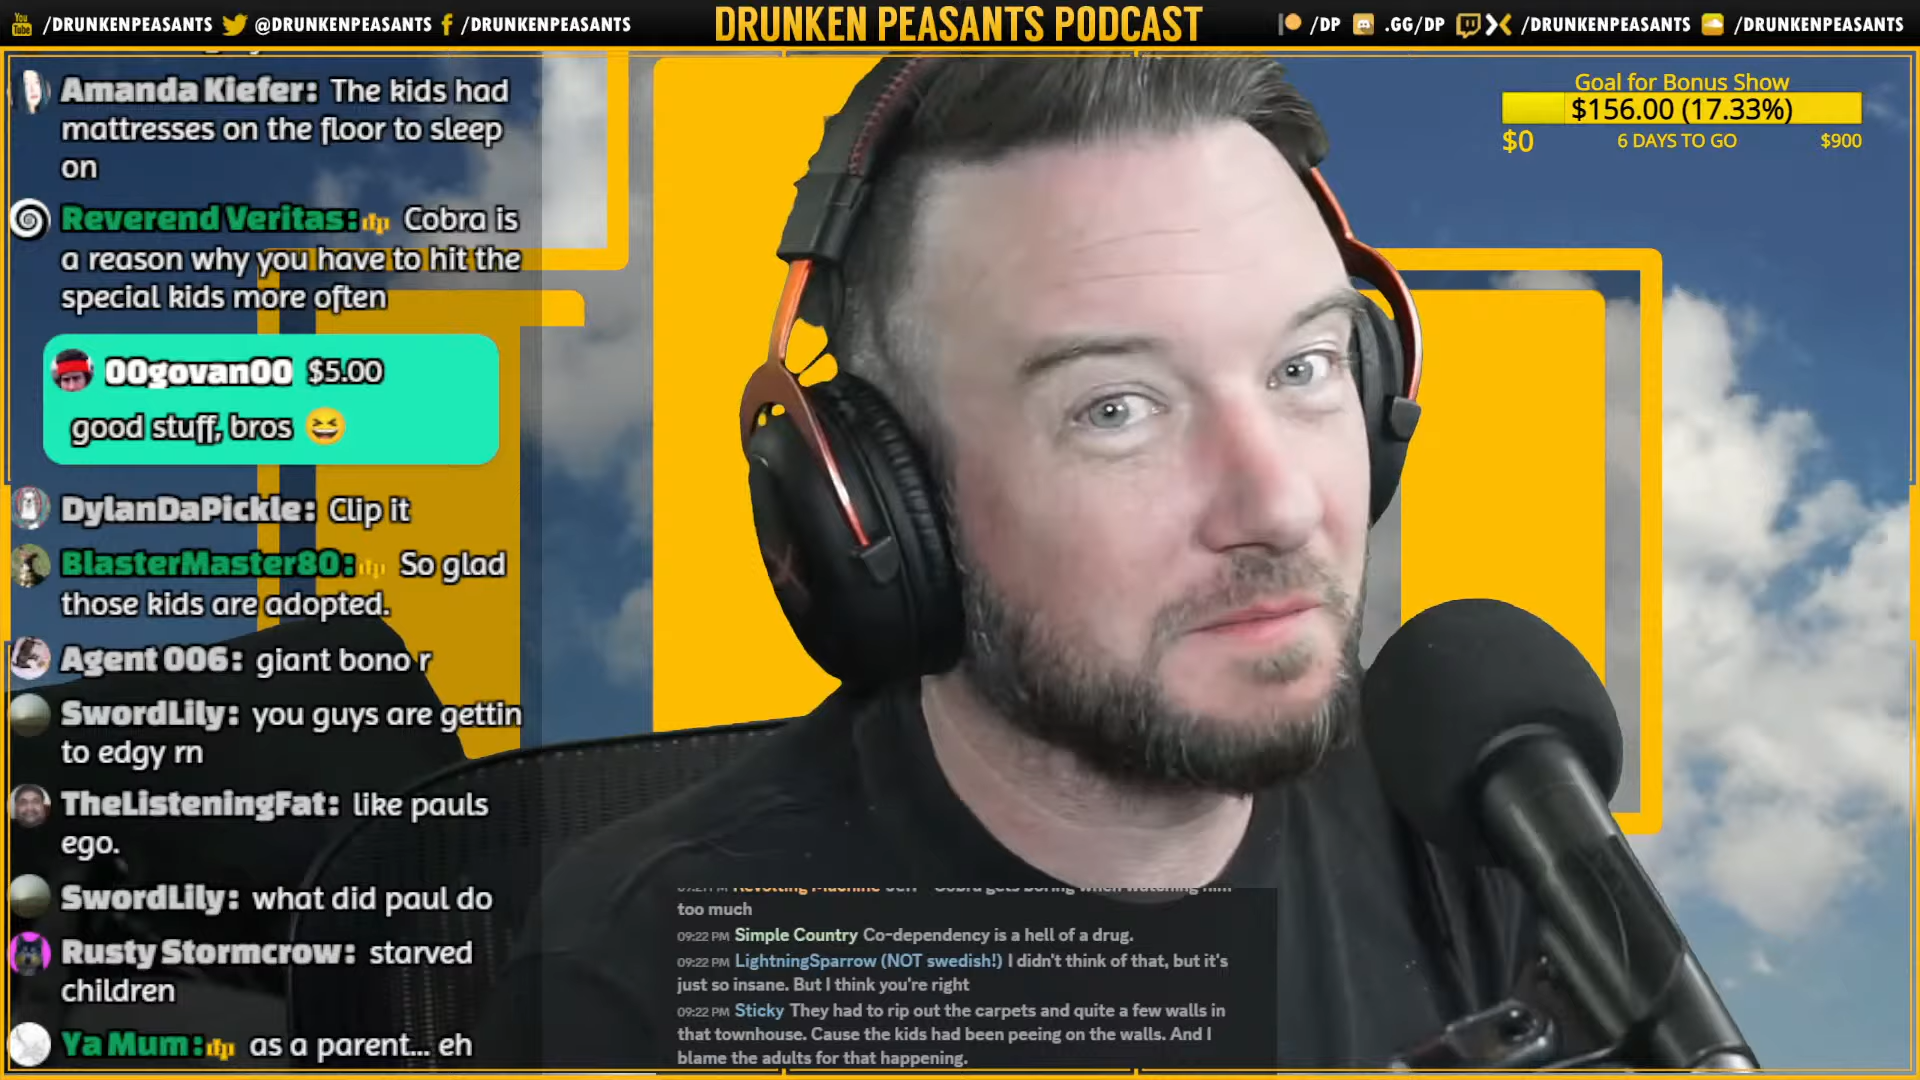 /DRUNKENPEASANTS @DRUNKENPEASANTS /DRUNKENPEASANTS
DRUNKEN PEASANTS PODCAST
/DP .GG/DP /DRUNKENPEASANTS /DRUNKENPEASANTS
Goal for Bonus Show
$156.00 (17.33%)
$0 6 DAYS TO GO $900
Amanda Kiefer: The kids had
mattresses on the floor to sleep
on
Reverend Veritas: dp Cobra is
a reason why you have to hit the
special kids more often
00govan00 $5.00
good stuff, bros 😆
DylanDaPickle: Clip it
BlasterMaster80: dp So glad
those kids are adopted.
Agent 006: giant bono r
SwordLily: you guys are gettin
to edgy rn
TheListeningFat: like pauls
ego.
SwordLily: what did paul do
Rusty Stormcrow: starved
children
Ya Mum: dp as a parent... eh
too much
09:22 PM Simple Country Co-dependency is a hell of a drug.
09:22 PM LightningSparrow (NOT swedish!) I didn't think of that, but it's
just so insane. But I think you're right
09:22 PM Sticky They had to rip out the carpets and quite a few walls in
that townhouse. Cause the kids had been peeing on the walls. And I
blame the adults for that happening.